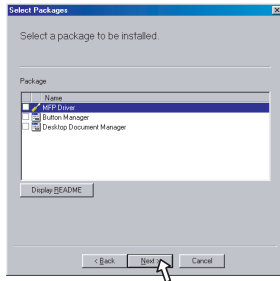 Select Packages
Select a package to be installed.
Package
Name
MFP Driver
Button Manager
Desktop Document Manager
Display README
< Back
Next >
Cancel